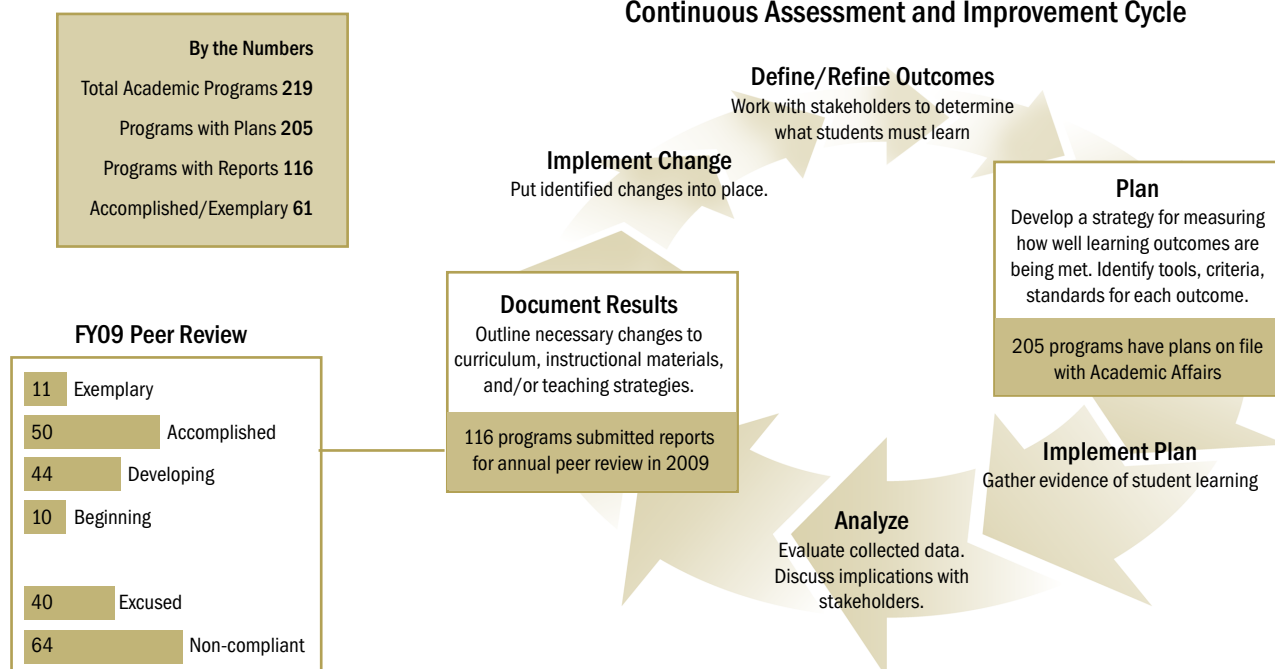 Continuous Assessment and Improvement Cycle
By the Numbers
Total Academic Programs 219
Programs with Plans 205
Programs with Reports 116
Accomplished/Exemplary 61
Define/Refine Outcomes
Work with stakeholders to determine
what students must learn
Implement Change
Put identified changes into place.
Plan
Develop a strategy for measuring
how well learning outcomes are
being met. Identify tools, criteria,
standards for each outcome.
205 programs have plans on file
with Academic Affairs
Document Results
Outline necessary changes to
curriculum, instructional materials,
and/or teaching strategies.
116 programs submitted reports
for annual peer review in 2009
Implement Plan
Gather evidence of student learning
Analyze
Evaluate collected data.
Discuss implications with
stakeholders.
FY09 Peer Review
11 Exemplary
50 Accomplished
44 Developing
10 Beginning
40 Excused
64 Non-compliant